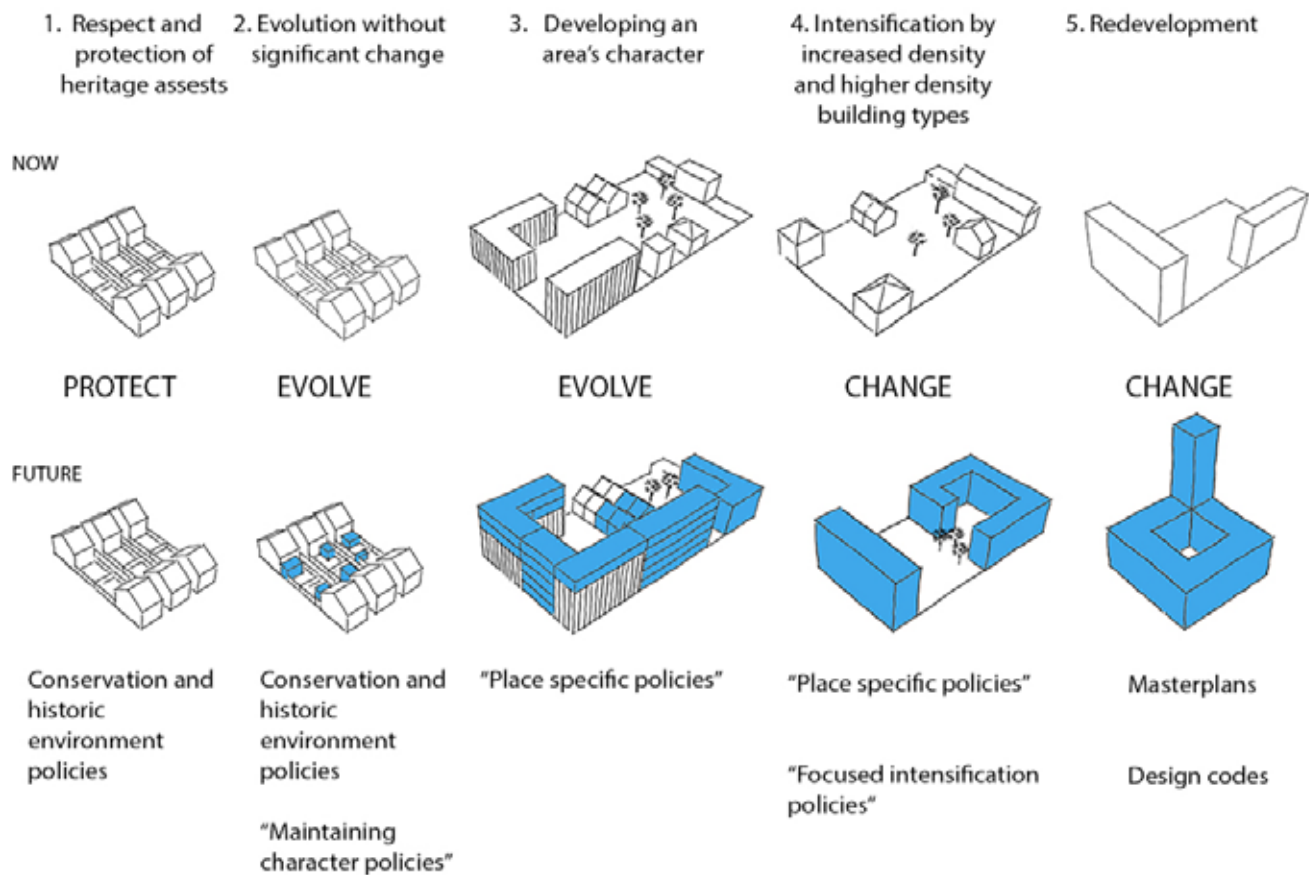 1. Respect and
protection of
heritage assests
2. Evolution without
significant change
3. Developing an
area's character
4. Intensification by
increased density
and higher density
building types
5. Redevelopment
NOW
PROTECT
EVOLVE
EVOLVE
CHANGE
CHANGE
FUTURE
Conservation and
historic
environment
policies
Conservation and
historic
environment
policies
"Maintaining
character policies"
"Place specific policies"
"Place specific policies"
"Focused intensification
policies"
Masterplans
Design codes